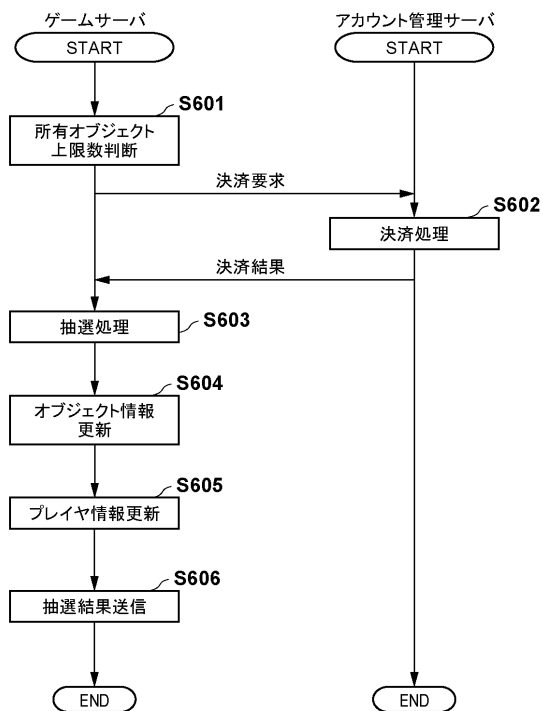 ゲームサーバ
アカウント管理サーバ
START
START
S601
所有オブジェクト
上限数判断
決済要求
S602
決済処理
決済結果
抽選処理
S603
S604
オブジェクト情報
更新
S605
プレイヤ情報更新
S606
抽選結果送信
END
END